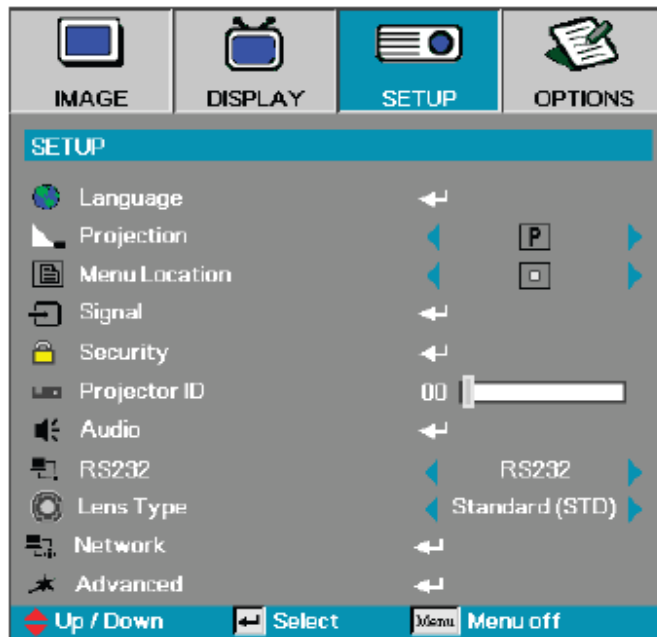 IMAGE DISPLAY SETUP OPTIONS
SETUP
Language
Projection P
Menu Location
Signal
Security
Projector ID 00
Audio
RS232 RS232
Lens Type Standard (STD)
Network
Advanced
Up / Down Select Menu Menu off